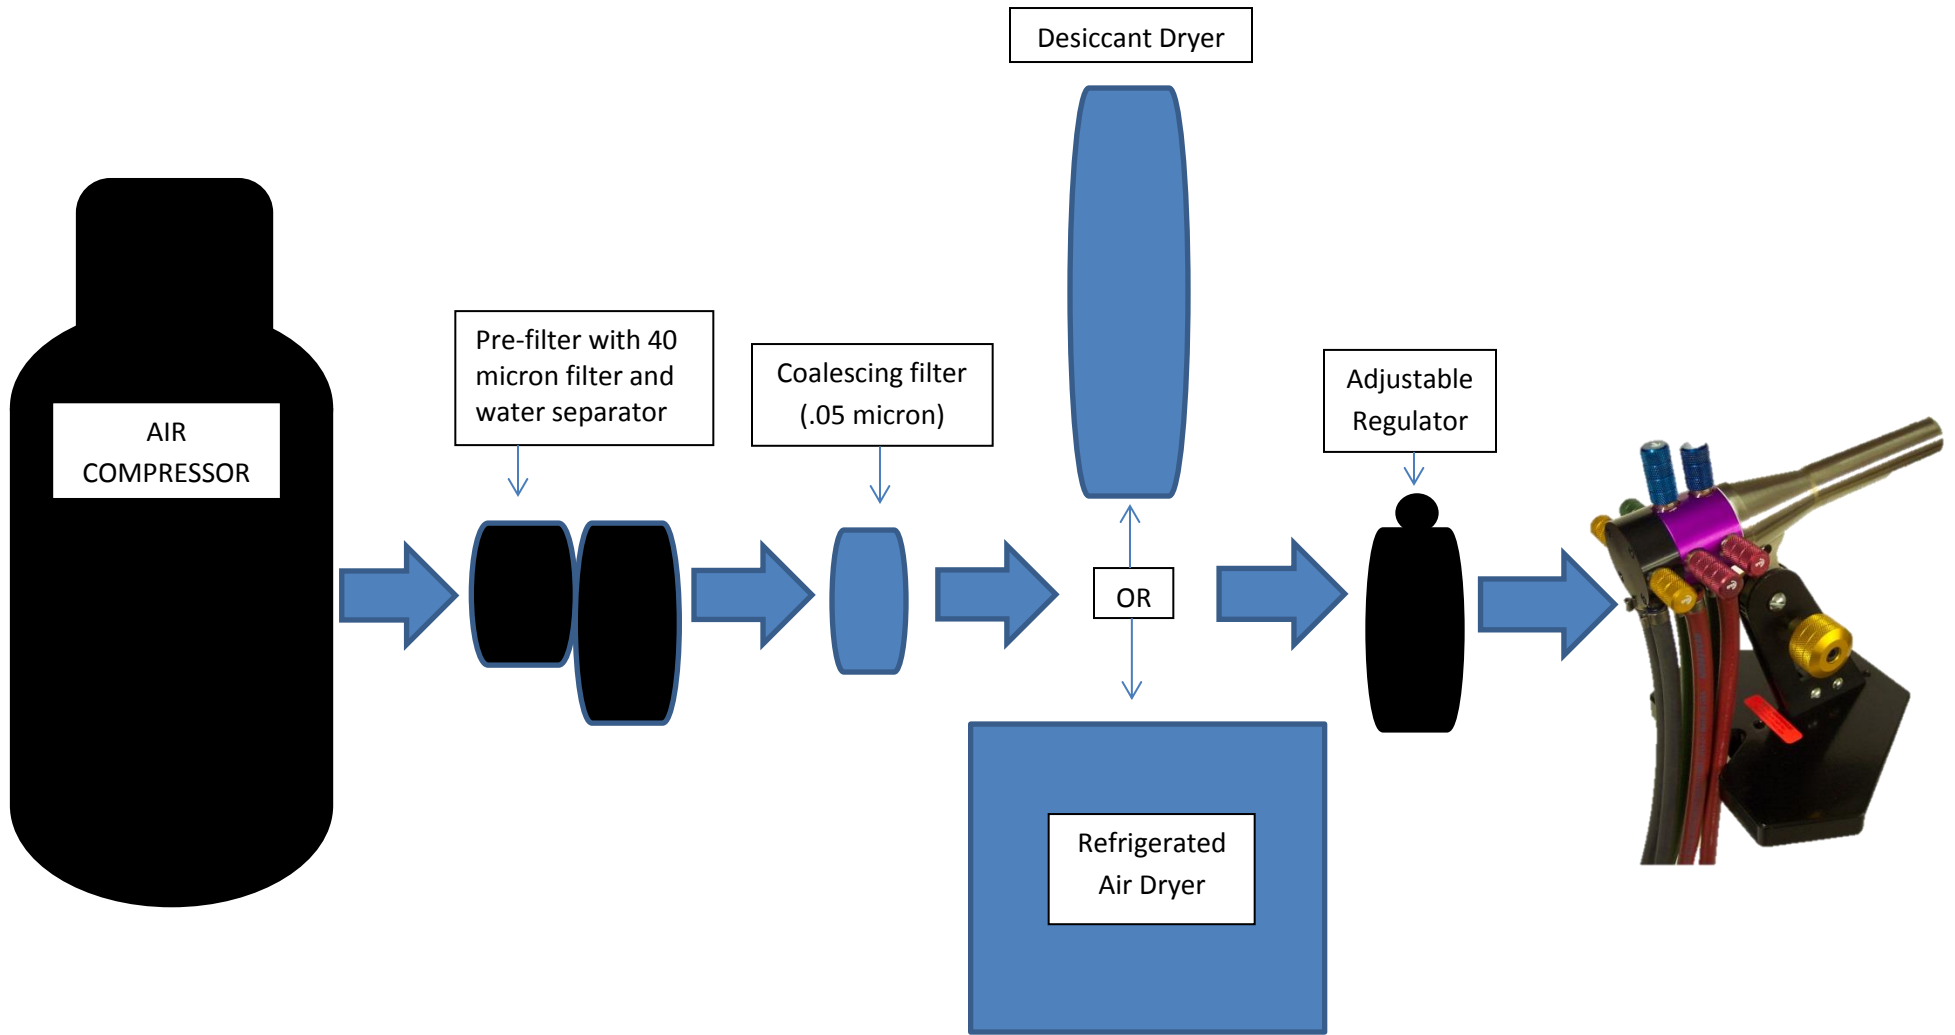 Desiccant Dryer
Pre-filter with 40
micron filter and
water separator
Coalescing filter
(.05 micron)
Adjustable
Regulator
AIR
COMPRESSOR
OR
Refrigerated
Air Dryer